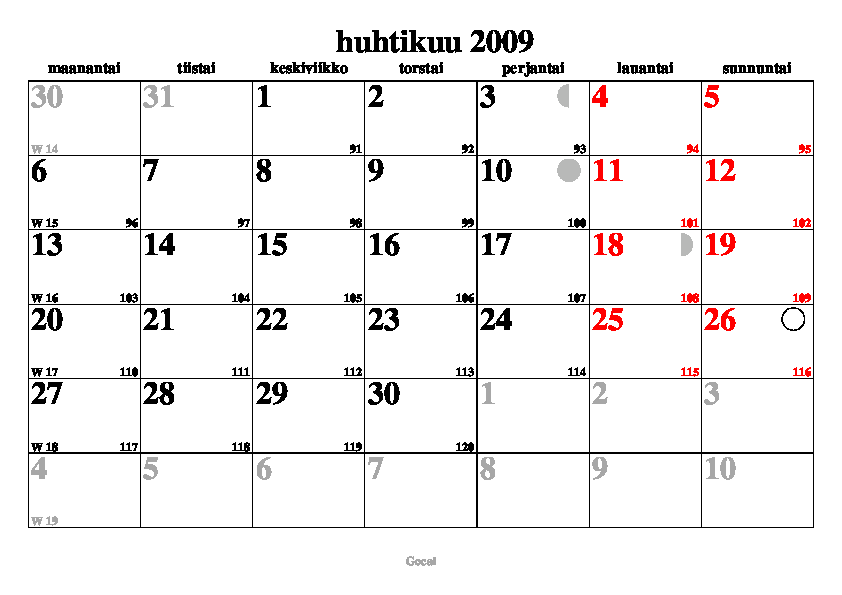 huhtikuu 2009
maanantai tiistai keskiviikko torstai perjantai lauantai sunnuntai
30 31 1 2 3 4 5
W 14 91 92 93 94 95
6 7 8 9 10 11 12
W 15 96 97 98 99 100 101 102
13 14 15 16 17 18 19
W 16 103 104 105 106 107 108 109
20 21 22 23 24 25 26
W 17 110 111 112 113 114 115 116
27 28 29 30 1 2 3
W 18 117 118 119 120
4 5 6 7 8 9 10
W 19
Gocal